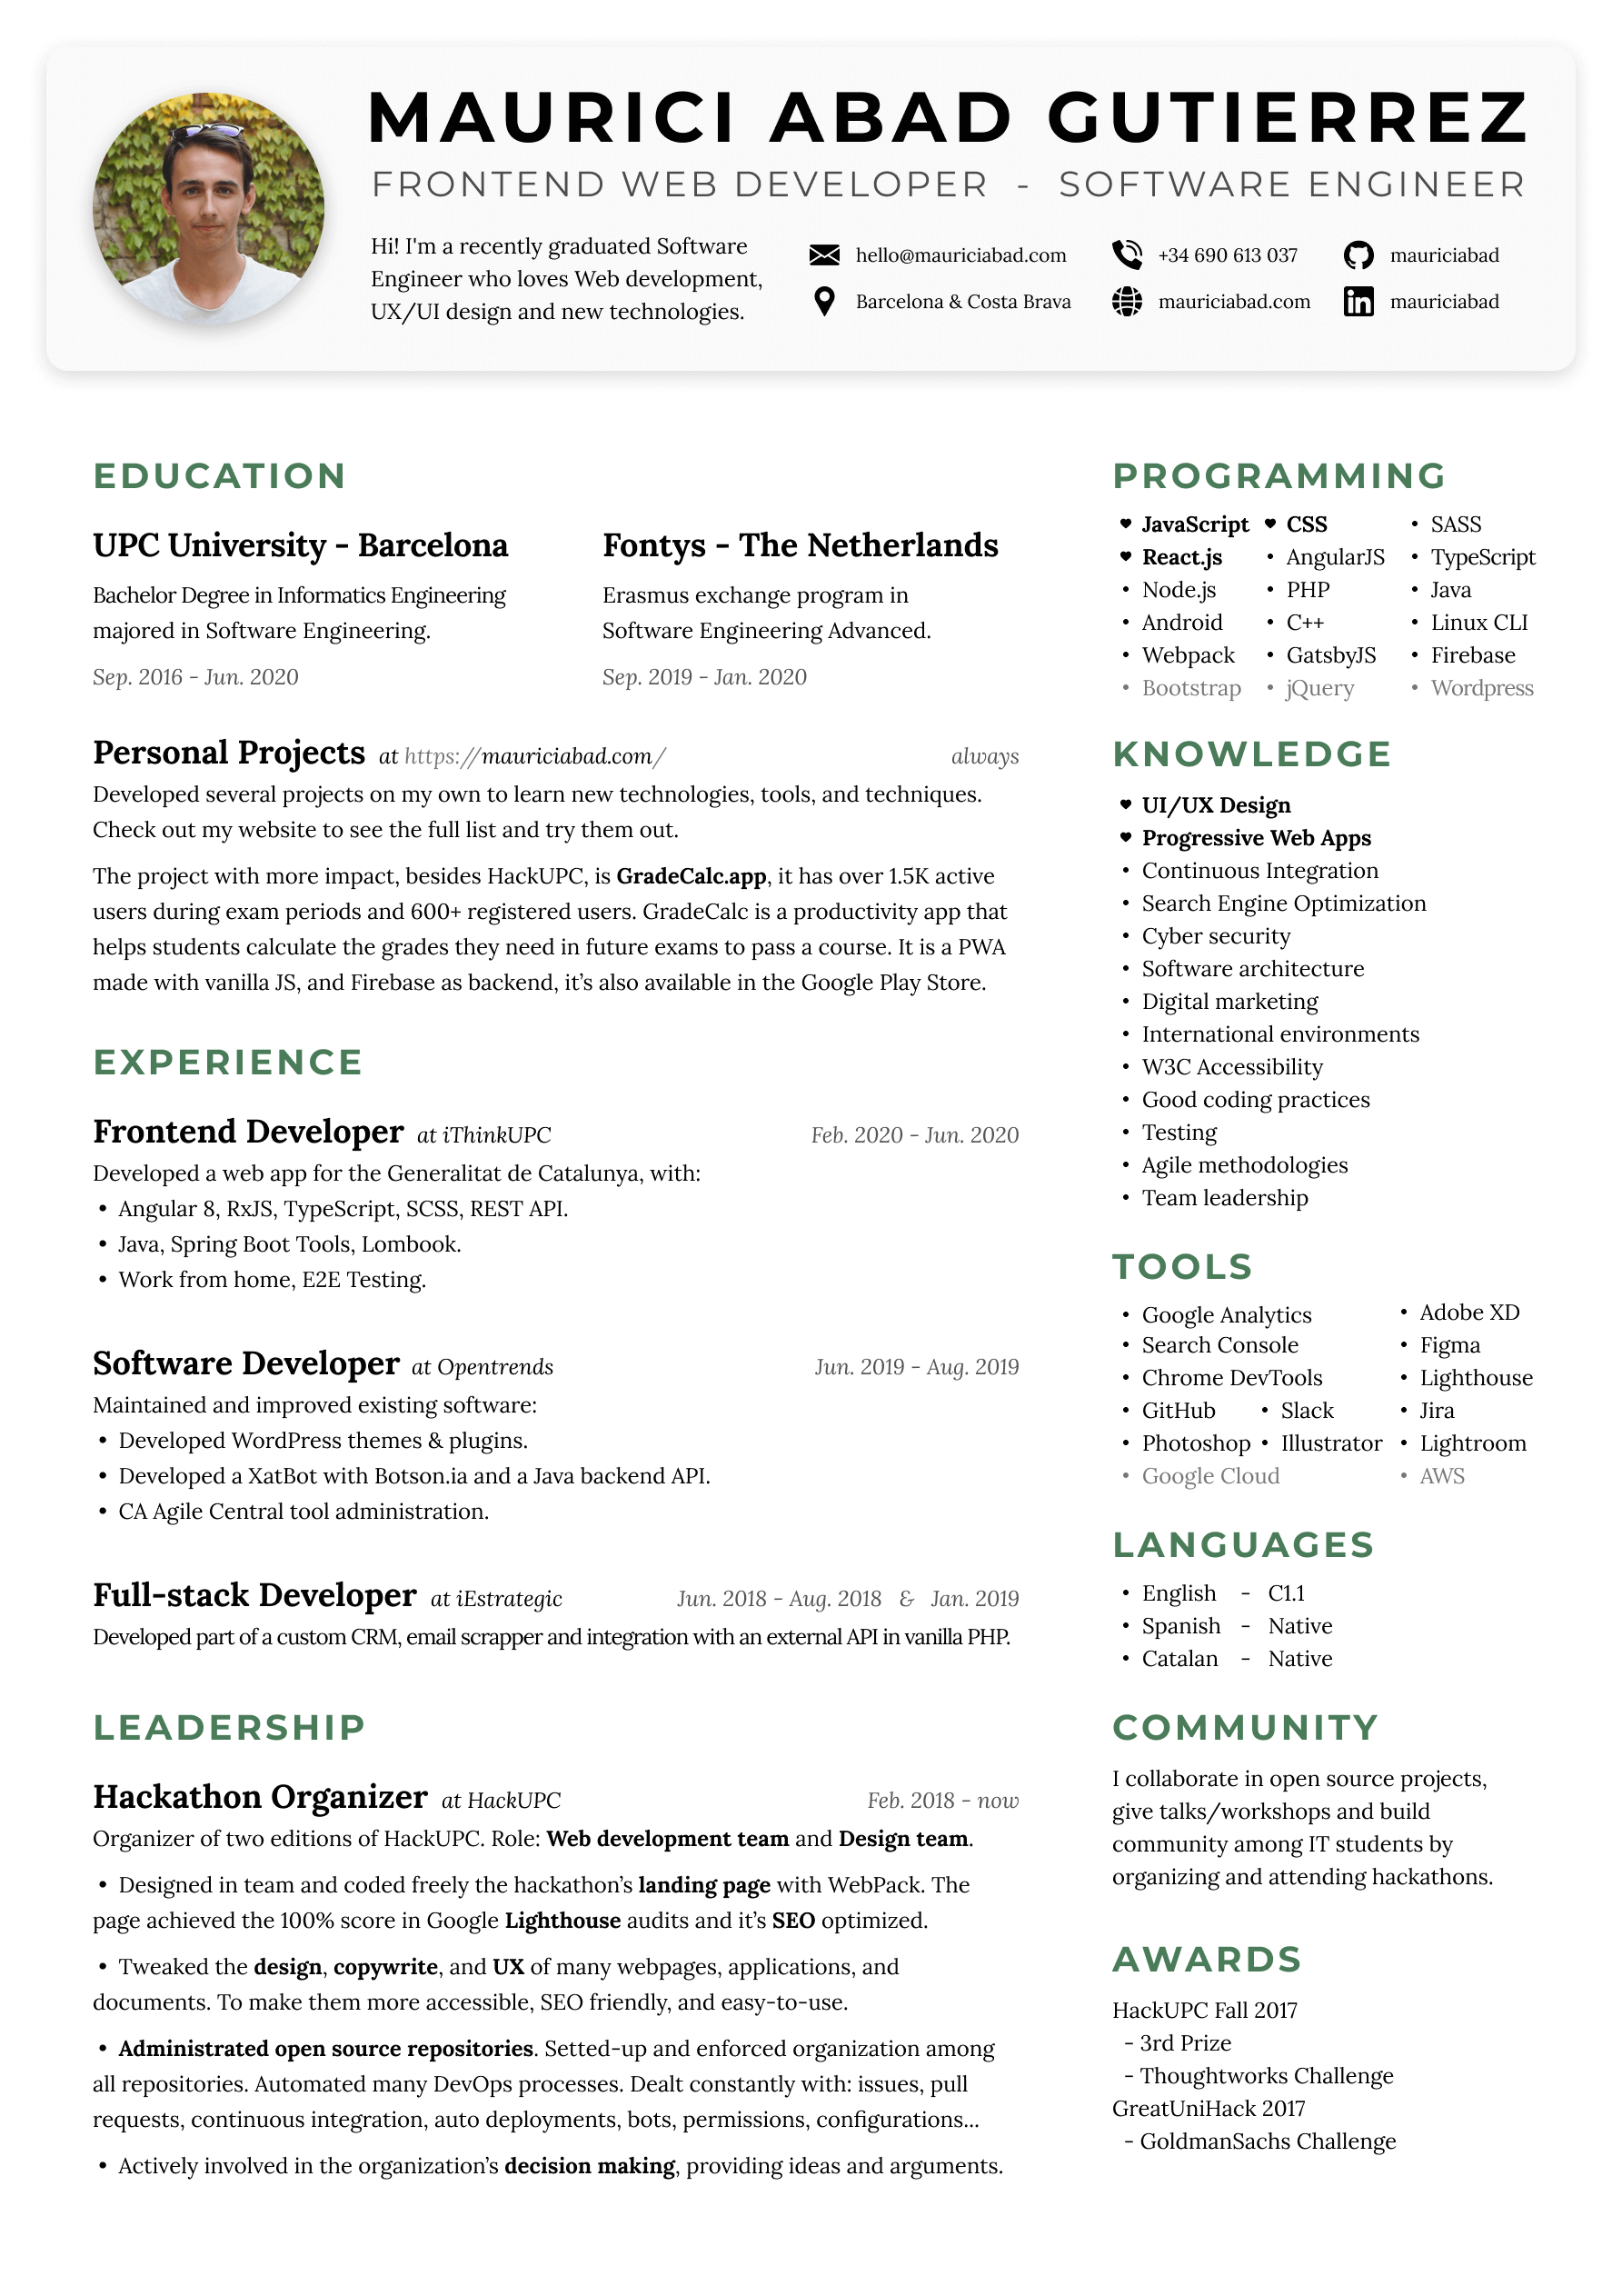 MAURICI ABAD GUTIERREZ
FRONTEND WEB DEVELOPER - SOFTWARE ENGINEER
Hi! I'm a recently graduated Software
Engineer who loves Web development,
UX/UI design and new technologies.
hello@mauriciabad.com
+34 690 613 037
mauriciabad
Barcelona & Costa Brava
mauriciabad.com
mauriciabad
EDUCATION
UPC University - Barcelona
Bachelor Degree in Informatics Engineering
majored in Software Engineering.
Sep. 2016 - Jun. 2020
Fontys - The Netherlands
Erasmus exchange program in
Software Engineering Advanced.
Sep. 2019 - Jan. 2020
Personal Projects at https://mauriciabad.com/ always
Developed several projects on my own to learn new technologies, tools, and techniques.
Check out my website to see the full list and try them out.
The project with more impact, besides HackUPC, is GradeCalc.app, it has over 1.5K active
users during exam periods and 600+ registered users. GradeCalc is a productivity app that
helps students calculate the grades they need in future exams to pass a course. It is a PWA
made with vanilla JS, and Firebase as backend, it’s also available in the Google Play Store.
EXPERIENCE
Frontend Developer at iThinkUPC Feb. 2020 - Jun. 2020
Developed a web app for the Generalitat de Catalunya, with:
• Angular 8, RxJS, TypeScript, SCSS, REST API.
• Java, Spring Boot Tools, Lombook.
• Work from home, E2E Testing.
Software Developer at Opentrends Jun. 2019 - Aug. 2019
Maintained and improved existing software:
• Developed WordPress themes & plugins.
• Developed a XatBot with Botson.ia and a Java backend API.
• CA Agile Central tool administration.
Full-stack Developer at iEstrategic Jun. 2018 - Aug. 2018 & Jan. 2019
Developed part of a custom CRM, email scrapper and integration with an external API in vanilla PHP.
LEADERSHIP
Hackathon Organizer at HackUPC Feb. 2018 - now
Organizer of two editions of HackUPC. Role: Web development team and Design team.
• Designed in team and coded freely the hackathon’s landing page with WebPack. The
page achieved the 100% score in Google Lighthouse audits and it’s SEO optimized.
• Tweaked the design, copywrite, and UX of many webpages, applications, and
documents. To make them more accessible, SEO friendly, and easy-to-use.
• Administrated open source repositories. Setted-up and enforced organization among
all repositories. Automated many DevOps processes. Dealt constantly with: issues, pull
requests, continuous integration, auto deployments, bots, permissions, configurations...
• Actively involved in the organization’s decision making, providing ideas and arguments.
PROGRAMMING
♥ JavaScript ♥ CSS • SASS
♥ React.js • AngularJS • TypeScript
• Node.js • PHP • Java
• Android • C++ • Linux CLI
• Webpack • GatsbyJS • Firebase
• Bootstrap • jQuery • Wordpress
KNOWLEDGE
♥ UI/UX Design
♥ Progressive Web Apps
• Continuous Integration
• Search Engine Optimization
• Cyber security
• Software architecture
• Digital marketing
• International environments
• W3C Accessibility
• Good coding practices
• Testing
• Agile methodologies
• Team leadership
TOOLS
• Google Analytics • Adobe XD
• Search Console • Figma
• Chrome DevTools • Lighthouse
• GitHub • Slack • Jira
• Photoshop • Illustrator • Lightroom
• Google Cloud • AWS
LANGUAGES
• English - C1.1
• Spanish - Native
• Catalan - Native
COMMUNITY
I collaborate in open source projects,
give talks/workshops and build
community among IT students by
organizing and attending hackathons.
AWARDS
HackUPC Fall 2017
- 3rd Prize
- Thoughtworks Challenge
GreatUniHack 2017
- GoldmanSachs Challenge